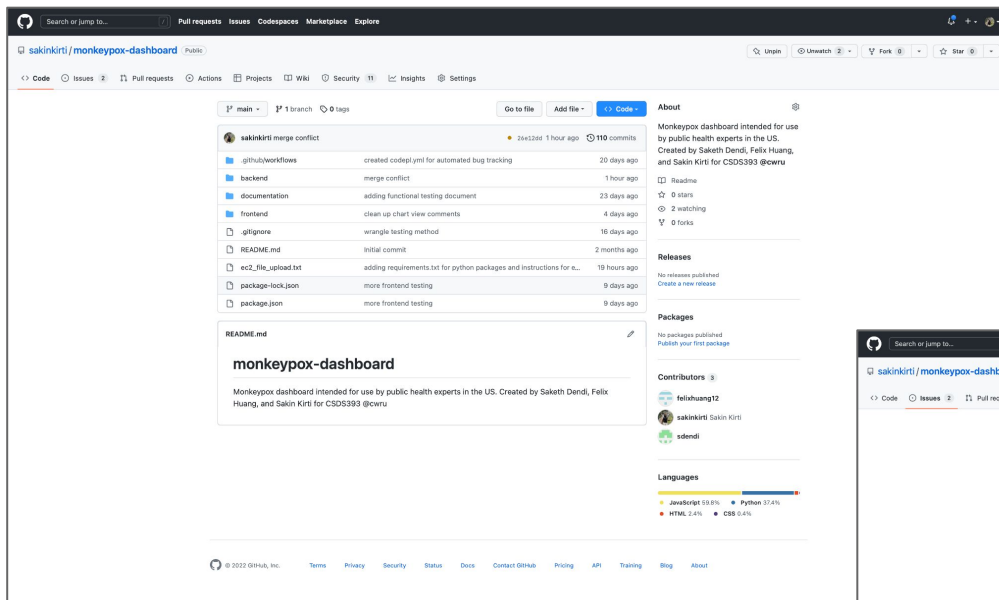 Search or jump to... /
Pull requests Issues Codespaces Marketplace Explore
sakinkirti / monkeypox-dashboard Public
Unpin Unwatch 2 Fork 0 Star 0
Code Issues 2 Pull requests Actions Projects Wiki Security 11 Insights Settings
main 1 branch 0 tags Go to file Add file Code
sakinkirti merge conflict 26e12dd 1 hour ago 110 commits
.github/workflows created codepl.yml for automated bug tracking 20 days ago
backend merge conflict 1 hour ago
documentation adding functional testing document 23 days ago
frontend clean up chart view comments 4 days ago
.gitignore wrangle testing method 16 days ago
README.md Initial commit 2 months ago
ec2_file_upload.txt adding requirements.txt for python packages and instructions for e... 19 hours ago
package-lock.json more frontend testing 9 days ago
package.json more frontend testing 9 days ago
README.md
monkeypox-dashboard
Monkeypox dashboard intended for use by public health experts in the US. Created by Saketh Dendi, Felix
Huang, and Sakin Kirti for CSDS393 @cwru
About
Monkeypox dashboard intended for use
by public health experts in the US.
Created by Saketh Dendi, Felix Huang,
and Sakin Kirti for CSDS393 @cwru
Readme
0 stars
2 watching
0 forks
Releases
No releases published
Create a new release
Packages
No packages published
Publish your first package
Contributors 3
felixhuang12
sakinkirti Sakin Kirti
sdendi
Languages
JavaScript 59.8% Python 37.4%
HTML 2.4% CSS 0.4%
© 2022 GitHub, Inc. Terms Privacy Security Status Docs Contact GitHub Pricing API Training Blog About
Search or jump to...
sakinkirti / monkeypox-dashb
Code Issues 2 Pull rec